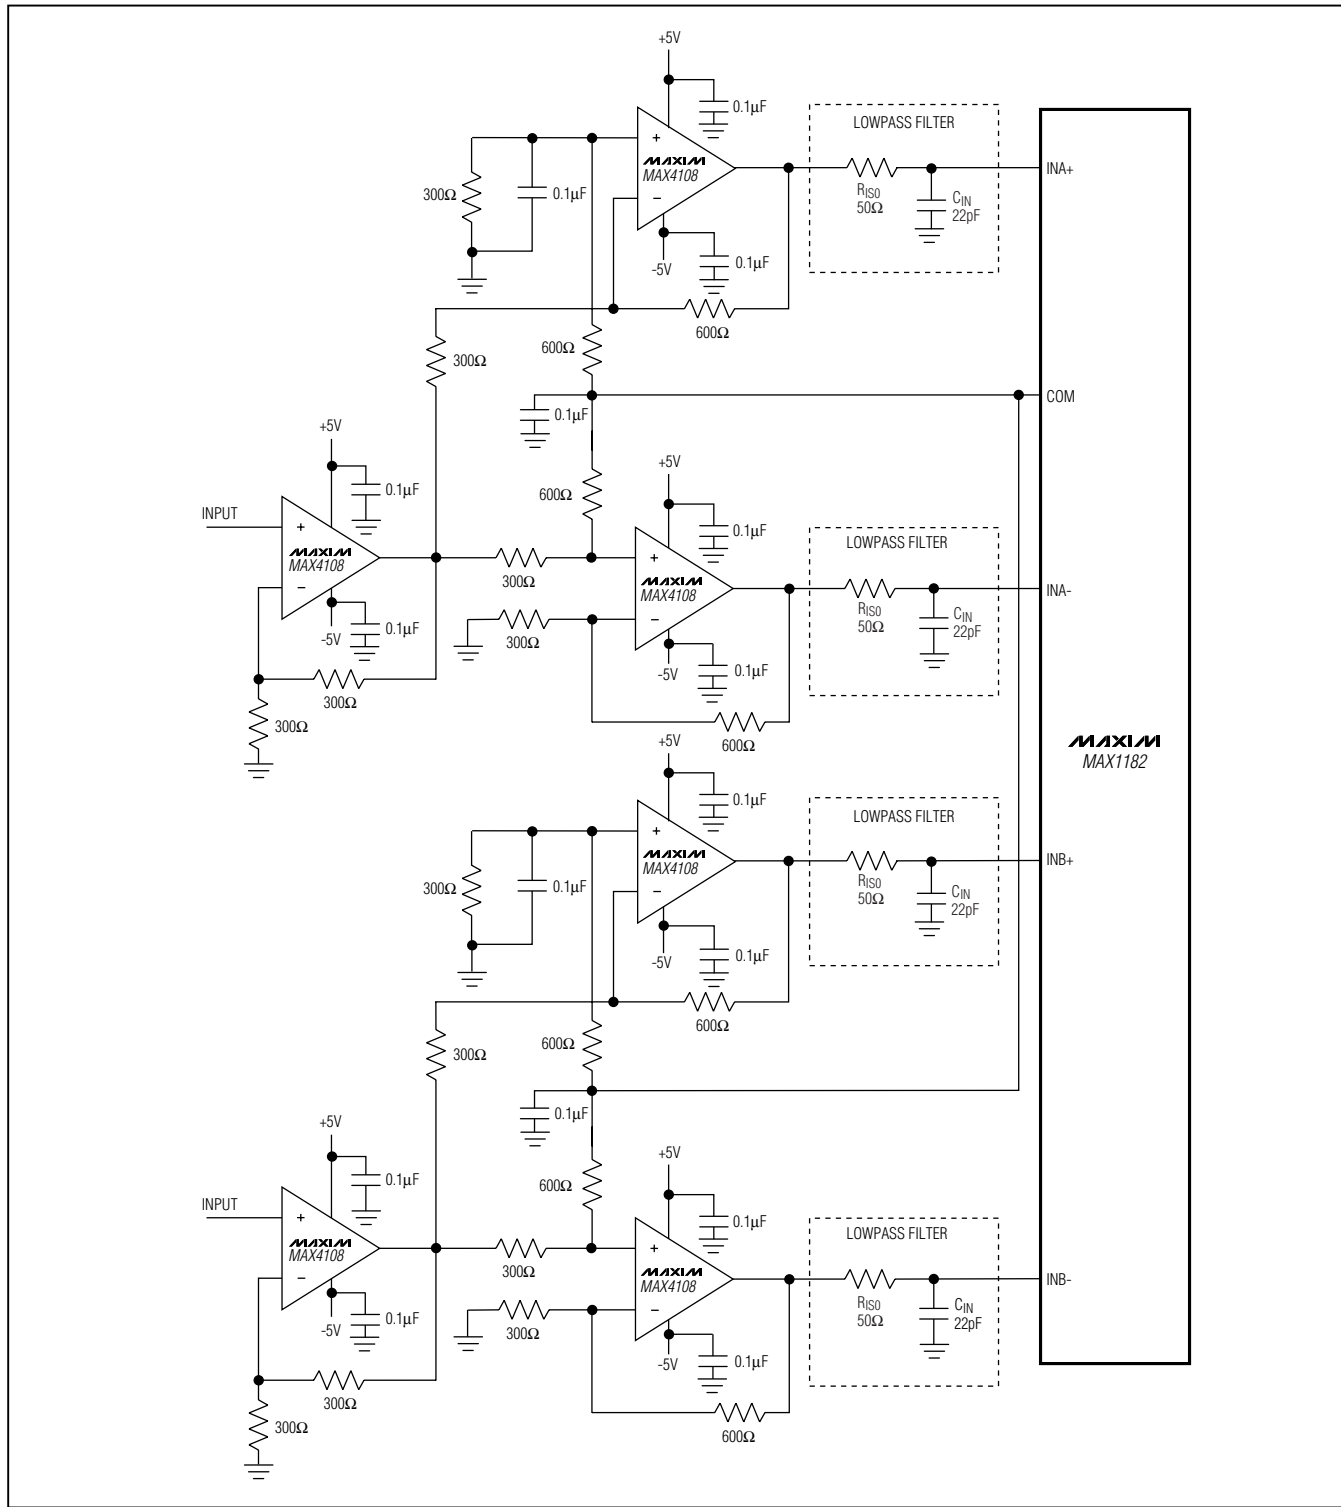 +5V
0.1µF
LOWPASS FILTER
+
MAXIM
MAX4108
INA+
300Ω
0.1µF
−
RISO
50Ω
CIN
22pF
-5V
0.1µF
600Ω
300Ω
600Ω
COM
0.1µF
+5V
+5V
0.1µF
600Ω
0.1µF
INPUT
+
LOWPASS FILTER
MAXIM
MAX4108
+
MAXIM
MAX4108
INA-
−
300Ω
−
RISO
50Ω
CIN
22pF
-5V
0.1µF
300Ω
-5V
0.1µF
300Ω
300Ω
600Ω
+5V
MAXIM
MAX1182
0.1µF
LOWPASS FILTER
+
MAXIM
MAX4108
INB+
300Ω
0.1µF
−
RISO
50Ω
CIN
22pF
-5V
0.1µF
600Ω
300Ω
600Ω
0.1µF
+5V
+5V
0.1µF
600Ω
0.1µF
INPUT
+
LOWPASS FILTER
MAXIM
MAX4108
+
MAXIM
MAX4108
INB-
−
300Ω
−
RISO
50Ω
CIN
22pF
-5V
0.1µF
300Ω
-5V
0.1µF
300Ω
300Ω
600Ω